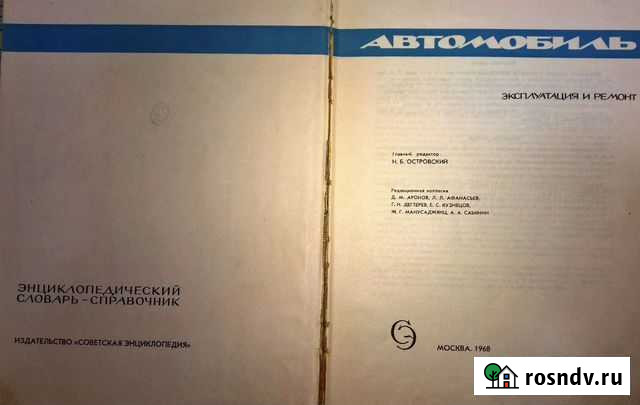 ЭНЦИКЛОПЕДИЧЕСКИЙ
СЛОВАРЬ-СПРАВОЧНИК
ИЗДАТЕЛЬСТВО «СОВЕТСКАЯ ЭНЦИКЛОПЕДИЯ»
АВТОМОБИЛЬ
ЭКСПЛУАТАЦИЯ И РЕМОНТ
Главный редактор
Н. Б. ОСТРОВСКИЙ
Редакционная коллегия
Д. М. АРОНОВ, Л. Л. АФАНАСЬЕВ,
Г. Н. ДЕГТЕРЕВ, Е. С. КУЗНЕЦОВ,
Ж. Г. МАНУСАДЖЯНЦ, А. А. САБИНИН
СЭ
МОСКВА. 1968
rosndv.ru